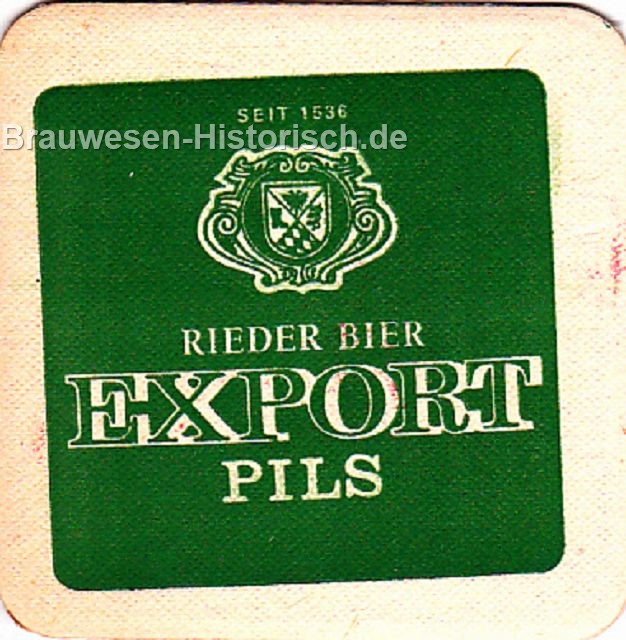 SEIT 1536
Brauwesen-Historisch.de
RIEDER BIER
EXPORT
PILS